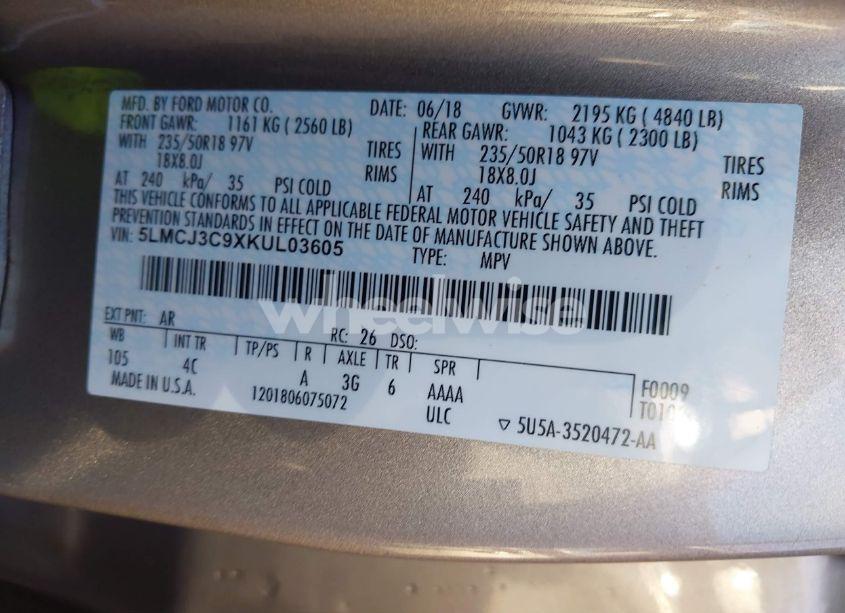 MFD. BY FORD MOTOR CO. DATE: 06/18 GVWR: 2195 KG ( 4840 LB)
FRONT GAWR: 1161 KG ( 2560 LB) REAR GAWR: 1043 KG ( 2300 LB)
WITH 235/50R18 97V TIRES WITH 235/50R18 97V TIRES
18X8.0J RIMS 18X8.0J RIMS
AT 240 kPa/ 35 PSI COLD AT 240 kPa/ 35 PSI COLD
THIS VEHICLE CONFORMS TO ALL APPLICABLE FEDERAL MOTOR VEHICLE SAFETY AND THEFT
PREVENTION STANDARDS IN EFFECT ON THE DATE OF MANUFACTURE SHOWN ABOVE.
VIN: 5LMCJ3C9XKUL03605 TYPE: MPV
wheelwise
EXT PNT: AR RC: 26 DSO:
WB INT TR TP/PS R AXLE TR SPR
105 4C A 3G 6 AAAA F0009
MADE IN U.S.A. 1201806075072 ULC
▽ 5U5A-3520472-AA